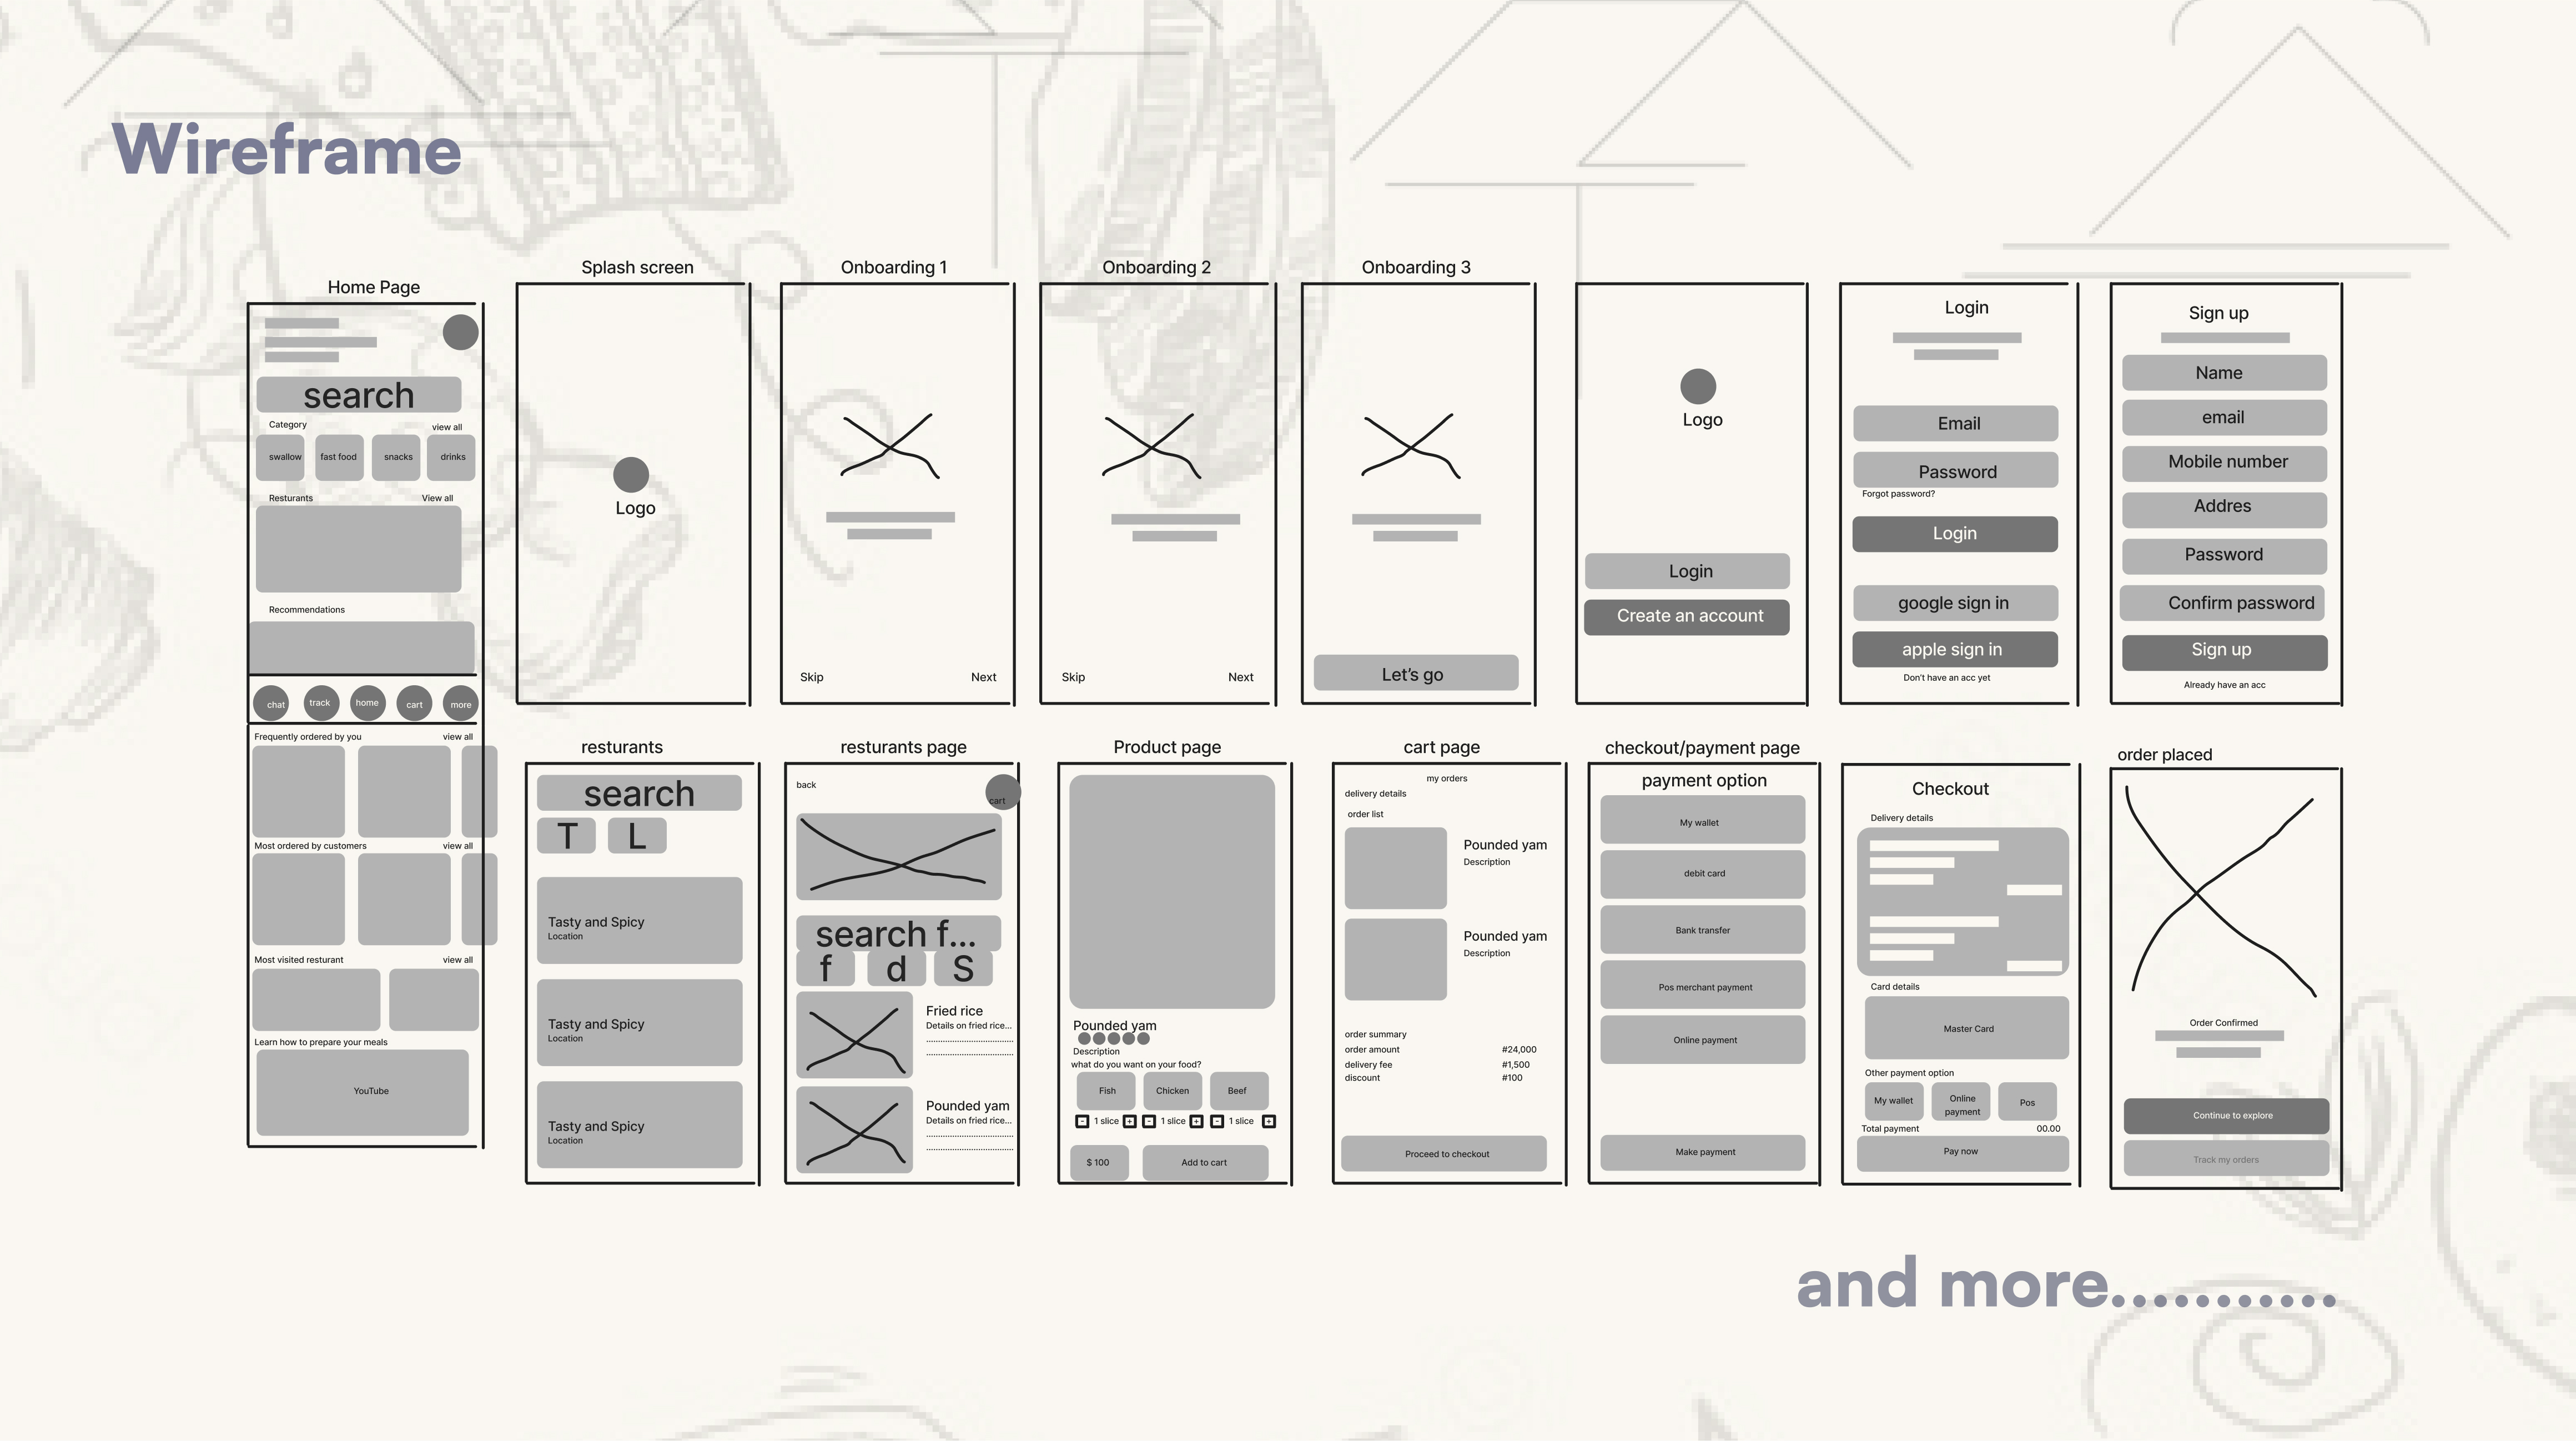 Wireframe
Home Page
search
Category
view all
swallow
fast food
snacks
drinks
Resturants
View all
Recommendations
chat
track
home
cart
more
Frequently ordered by you
view all
Most ordered by customers
view all
Most visited resturant
view all
Learn how to prepare your meals
YouTube
Splash screen
Logo
Onboarding 1
Skip
Next
Onboarding 2
Skip
Next
Onboarding 3
Let's go
Logo
Login
Create an account
Login
Email
Password
Forgot password?
Login
google sign in
apple sign in
Don't have an acc yet
Sign up
Name
email
Mobile number
Addres
Password
Confirm password
Sign up
Already have an acc
resturants
search
T
L
Tasty and Spicy
Location
Tasty and Spicy
Location
Tasty and Spicy
Location
resturants page
back
cart
search f...
f
d
S
Fried rice
Details on fried rice...
Pounded yam
Details on fried rice...
Product page
Pounded yam
Description
what do you want on your food?
Fish
Chicken
Beef
- 1 slice +
- 1 slice +
- 1 slice +
$ 100
Add to cart
cart page
my orders
delivery details
order list
Pounded yam
Description
Pounded yam
Description
order summary
order amount #24,000
delivery fee #1,500
discount #100
Proceed to checkout
checkout/payment page
payment option
My wallet
debit card
Bank transfer
Pos merchant payment
Online payment
Make payment
Checkout
Delivery details
Card details
Master Card
Other payment option
My wallet
Online
payment
Pos
Total payment 00.00
Pay now
order placed
Order Confirmed
Continue to explore
Track my orders
and more...........